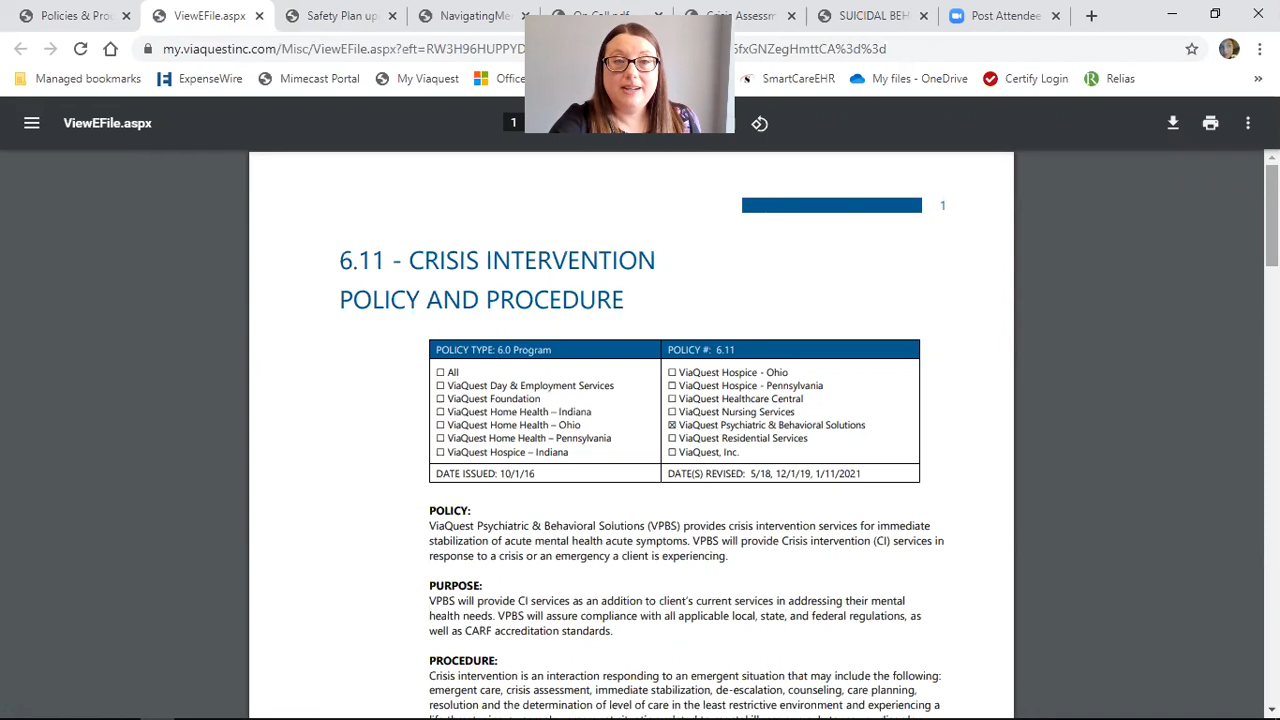 Policies & Proc
ViewEFile.aspx
Safety Plan up
NavigatingMe
On Call.pdf
Crisis Assessm
SUICIDAL BEH
Post Attendee
my.viaquestinc.com/Misc/ViewEFile.aspx?eft=RW3H96HUPPYD
6fxGNZegHmttCA%3d%3d
Managed bookmarks
ExpenseWire
Mimecast Portal
My Viaquest
Office
SmartCareEHR
My files - OneDrive
Certify Login
Relias
»
ViewEFile.aspx
1
1
6.11 - CRISIS INTERVENTION
POLICY AND PROCEDURE
POLICY TYPE: 6.0 Program
POLICY #: 6.11
☐ All
☐ ViaQuest Day & Employment Services
☐ ViaQuest Foundation
☐ ViaQuest Home Health – Indiana
☐ ViaQuest Home Health – Ohio
☐ ViaQuest Home Health – Pennsylvania
☐ ViaQuest Hospice – Indiana
☐ ViaQuest Hospice - Ohio
☐ ViaQuest Hospice - Pennsylvania
☐ ViaQuest Healthcare Central
☐ ViaQuest Nursing Services
☒ ViaQuest Psychiatric & Behavioral Solutions
☐ ViaQuest Residential Services
☐ ViaQuest, Inc.
DATE ISSUED: 10/1/16
DATE(S) REVISED: 5/18, 12/1/19, 1/11/2021
POLICY:
ViaQuest Psychiatric & Behavioral Solutions (VPBS) provides crisis intervention services for immediate
stabilization of acute mental health acute symptoms. VPBS will provide Crisis intervention (CI) services in
response to a crisis or an emergency a client is experiencing.
PURPOSE:
VPBS will provide CI services as an addition to client's current services in addressing their mental
health needs. VPBS will assure compliance with all applicable local, state, and federal regulations, as
well as CARF accreditation standards.
PROCEDURE:
Crisis intervention is an interaction responding to an emergent situation that may include the following:
emergent care, crisis assessment, immediate stabilization, de-escalation, counseling, care planning,
resolution and the determination of level of care in the least restrictive environment and experiencing a